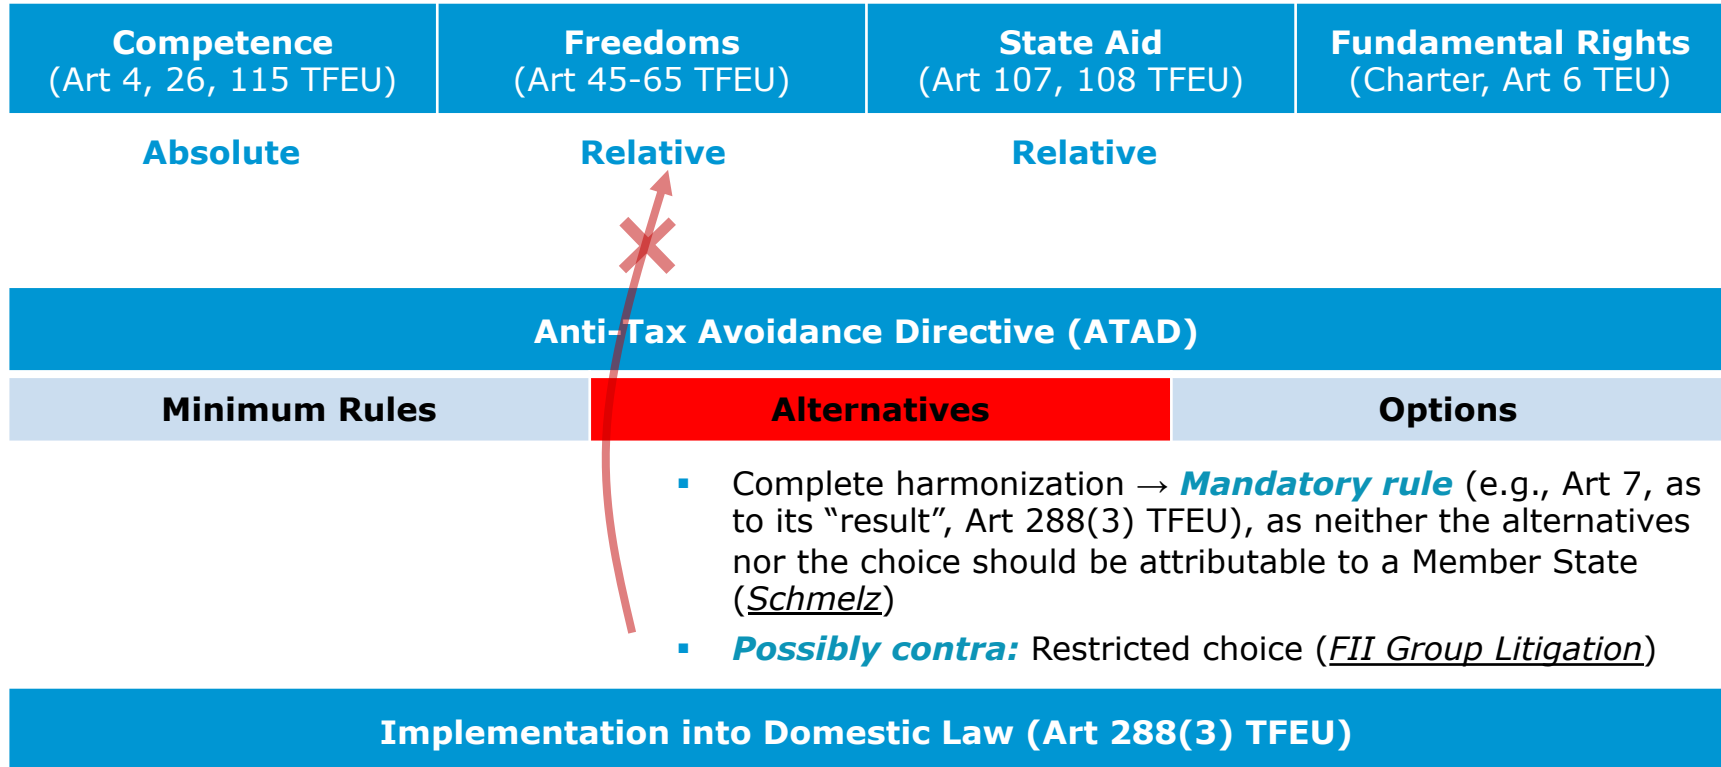 Competence
(Art 4, 26, 115 TFEU)
Freedoms
(Art 45-65 TFEU)
State Aid
(Art 107, 108 TFEU)
Fundamental Rights
(Charter, Art 6 TEU)
Absolute
Relative
Relative
Anti-Tax Avoidance Directive (ATAD)
Minimum Rules
Alternatives
Options
▪ Complete harmonization → Mandatory rule (e.g., Art 7, as
to its “result”, Art 288(3) TFEU), as neither the alternatives
nor the choice should be attributable to a Member State
(Schmelz)
▪ Possibly contra: Restricted choice (FII Group Litigation)
Implementation into Domestic Law (Art 288(3) TFEU)